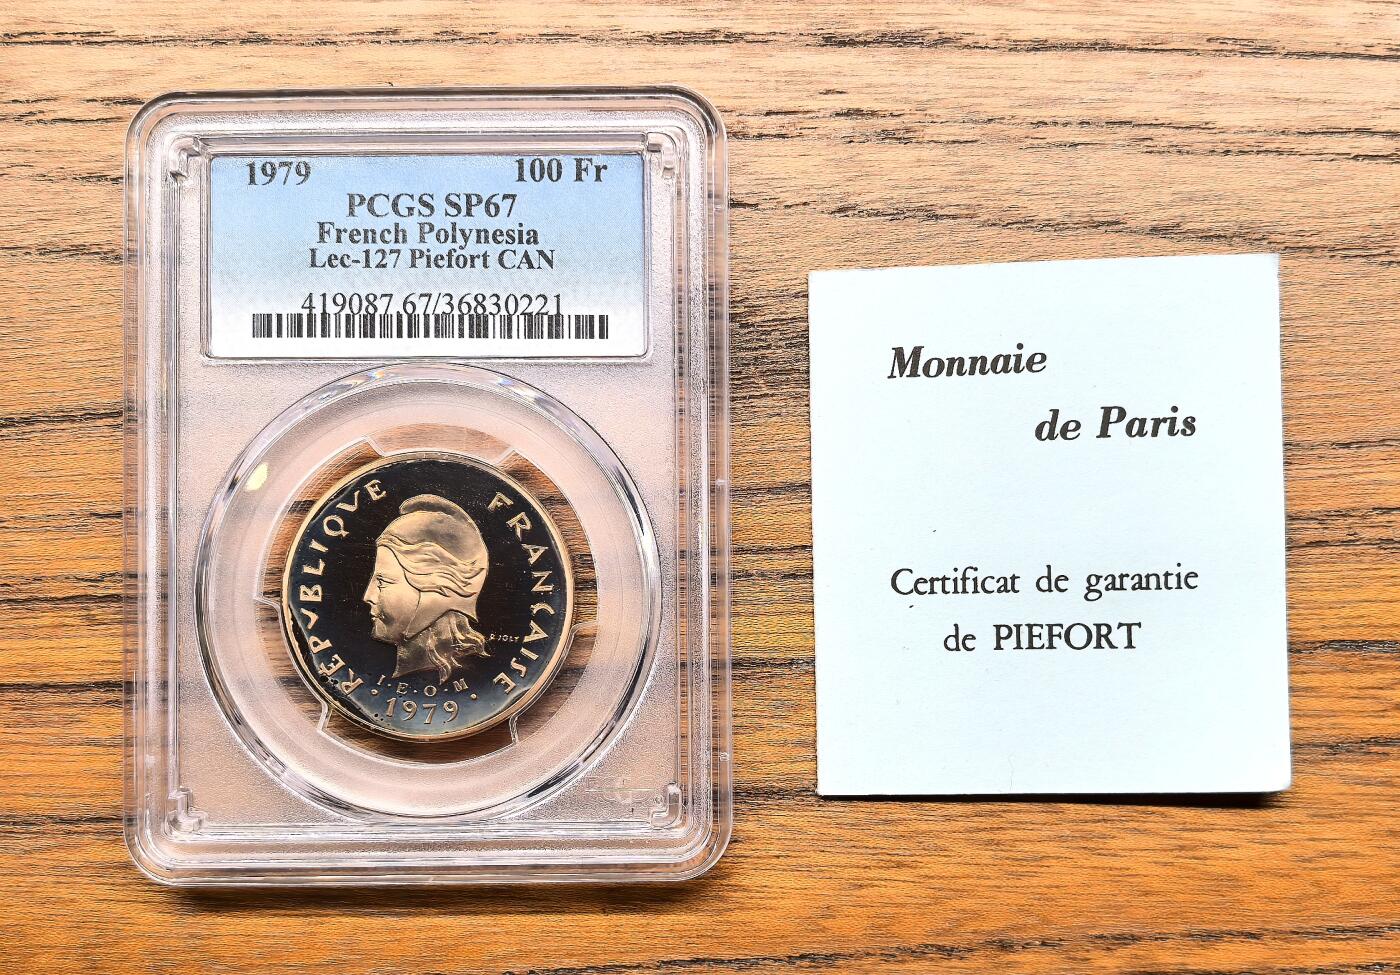 1979 100 Fr
PCGS SP67
French Polynesia
Lec-127 Piefort CAN
419087.67/36830221
REPVBLIQVE FRANÇAISE
R.JOLY
I·E·O·M
1979
Monnaie
de Paris
Certificat de garantie
de PIEFORT